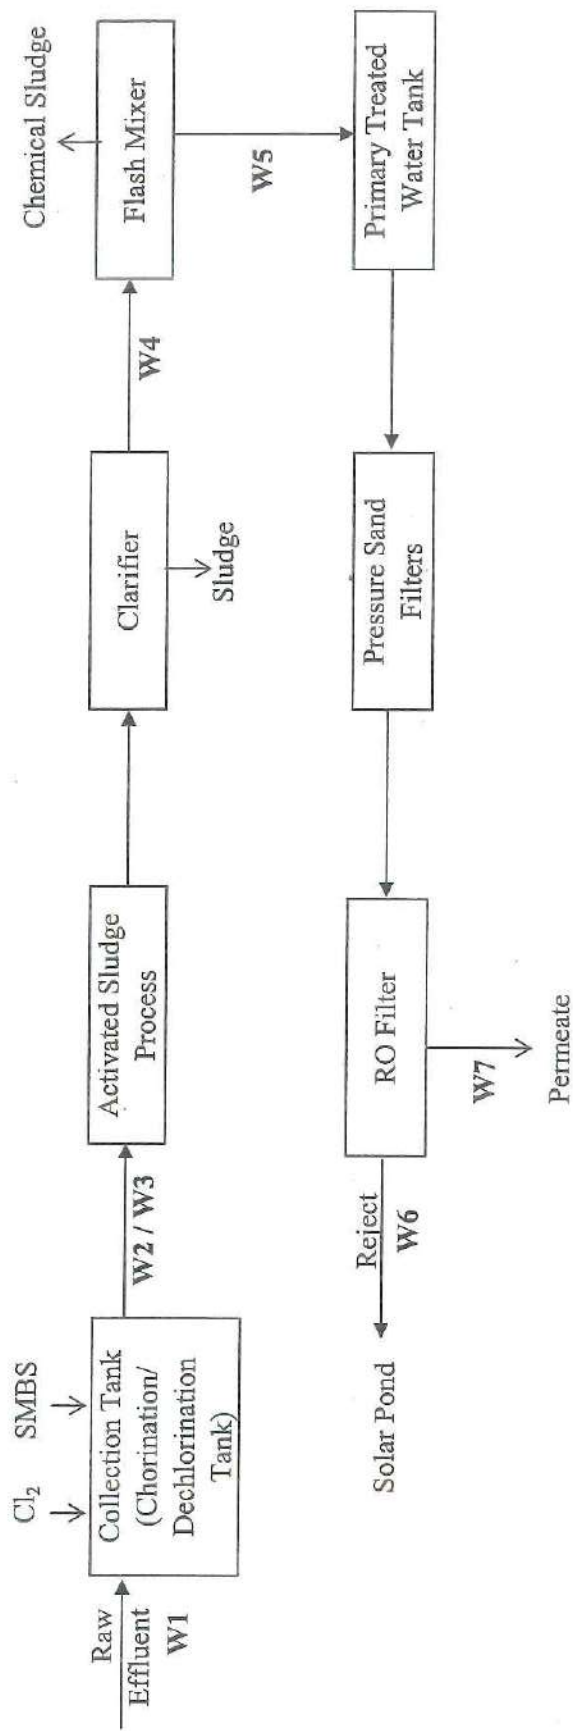 Raw
Effluent
W1
Cl2
SMBS
Collection Tank
(Chorination/
Dechlorination
Tank)
W2 / W3
Activated Sludge
Process
Clarifier
Sludge
W4
Chemical Sludge
Flash Mixer
W5
Primary Treated
Water Tank
Pressure Sand
Filters
RO Filter
Reject
W6
Solar Pond
W7
Permeate